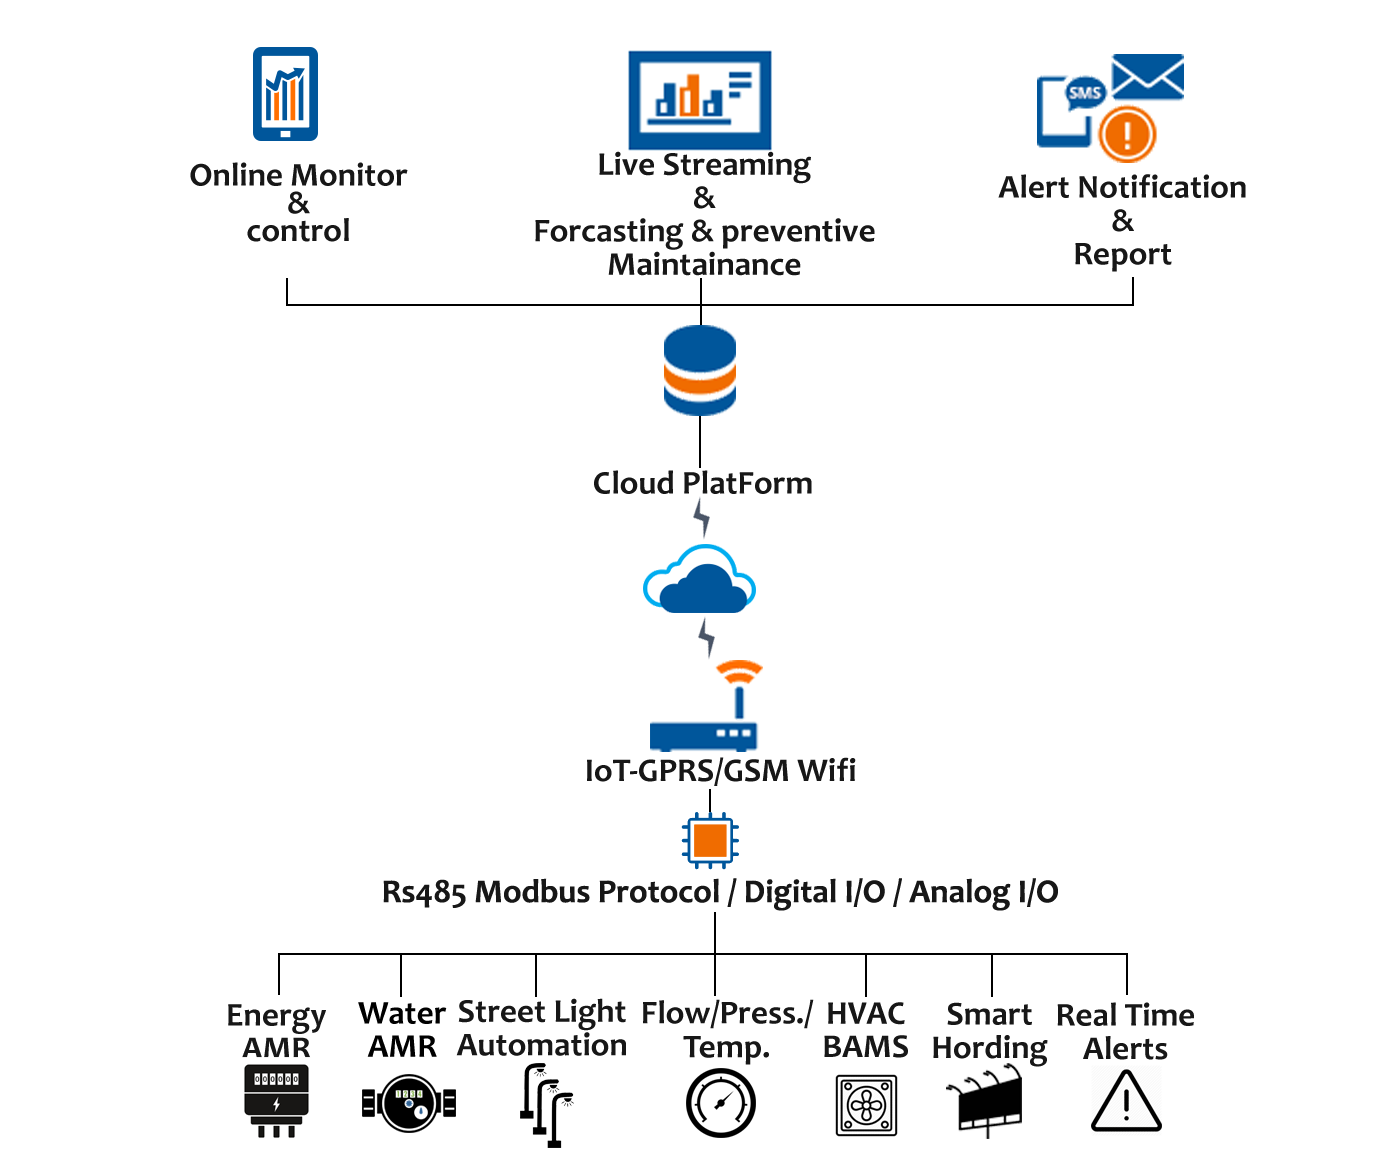 SMS
Online Monitor
&
control
Live Streaming
&
Forcasting & preventive
Maintainance
Alert Notification
&
Report
Cloud PlatForm
IoT-GPRS/GSM Wifi
Rs485 Modbus Protocol / Digital I/O / Analog I/O
Energy
AMR
Water
AMR
Street Light
Automation
Flow/Press./
Temp.
HVAC
BAMS
Smart
Hording
Real Time
Alerts
000000